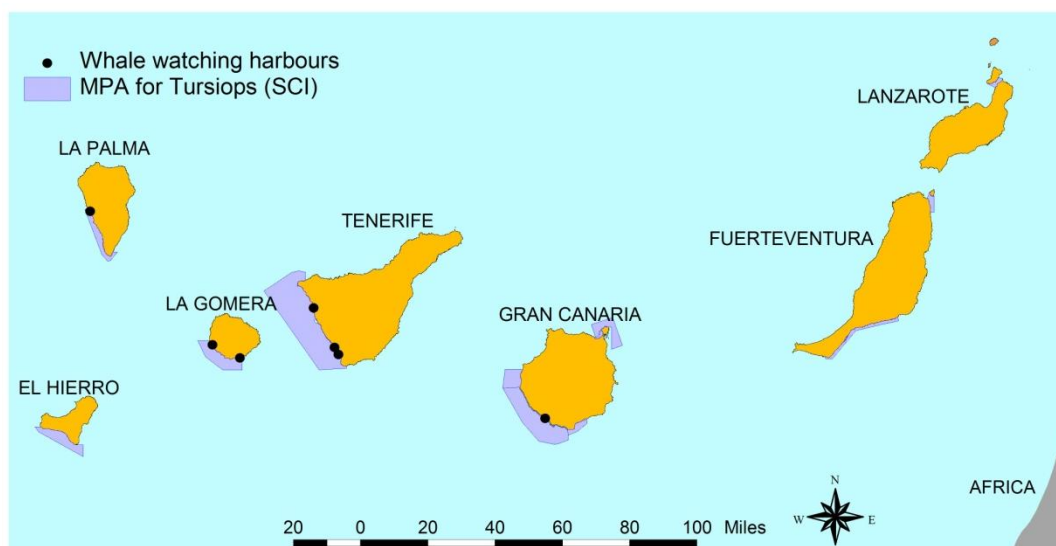 Whale watching harbours
MPA for Tursiops (SCI)
LANZAROTE
LA PALMA
TENERIFE
FUERTEVENTURA
LA GOMERA
GRAN CANARIA
EL HIERRO
AFRICA
N
W E
S
20 0 20 40 60 80 100 Miles